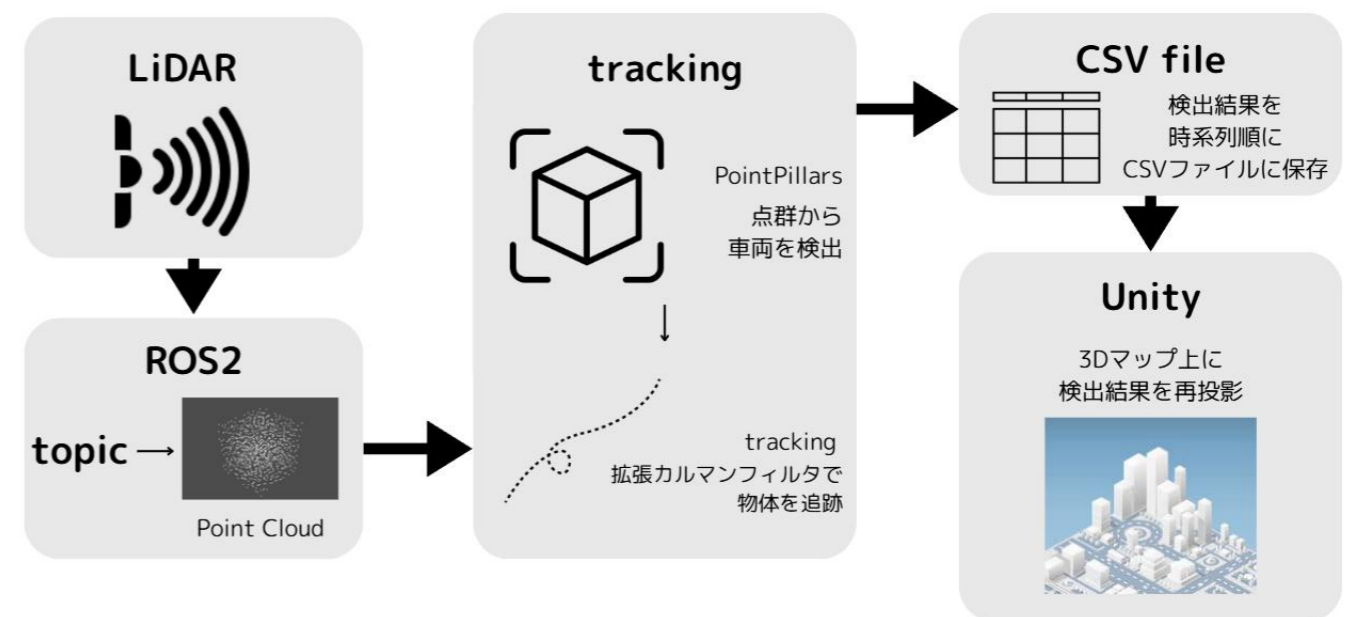 LiDAR
ROS2
topic
Point Cloud
tracking
PointPillars
点群から
車両を検出
tracking
拡張カルマンフィルタで
物体を追跡
CSV file
検出結果を
時系列順に
CSVファイルに保存
Unity
3Dマップ上に
検出結果を再投影